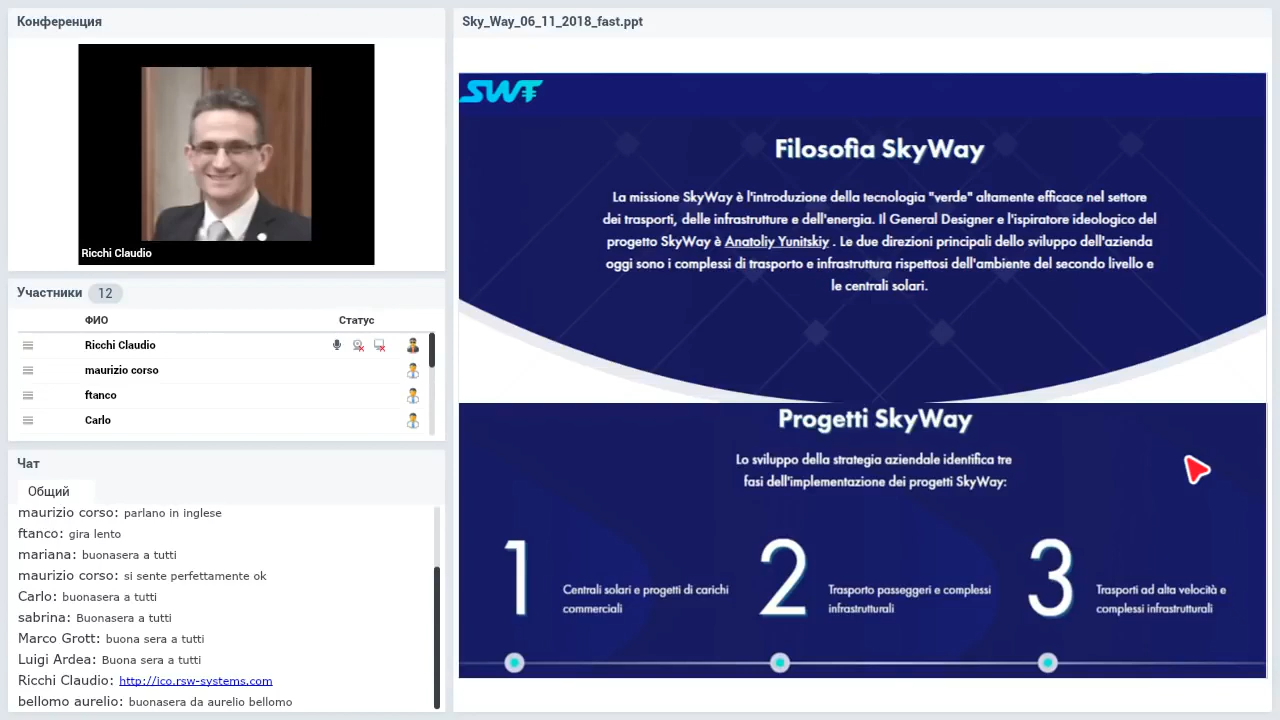 Конференция
Ricchi Claudio
Участники 12
ФИО Статус
Ricchi Claudio
maurizio corso
ftanco
Carlo
Чат
Общий
maurizio corso: parlano in inglese
ftanco: gira lento
mariana: buonasera a tutti
maurizio corso: si sente perfettamente ok
Carlo: buonasera a tutti
sabrina: Buonasera a tutti
Marco Grott: buona sera a tutti
Luigi Ardea: Buona sera a tutti
Ricchi Claudio: http://ico.rsw-systems.com
bellomo aurelio: buonasera da aurelio bellomo
Sky_Way_06_11_2018_fast.ppt
SWT
Filosofia SkyWay
La missione SkyWay è l'introduzione della tecnologia "verde" altamente efficace nel settore
dei trasporti, delle infrastrutture e dell'energia. Il General Designer e l'ispiratore ideologico del
progetto SkyWay è Anatoliy Yunitskiy . Le due direzioni principali dello sviluppo dell'azienda
oggi sono i complessi di trasporto e infrastruttura rispettosi dell'ambiente del secondo livello e
le centrali solari.
Progetti SkyWay
Lo sviluppo della strategia aziendale identifica tre
fasi dell'implementazione dei progetti SkyWay:
1
Centrali solari e progetti di carichi
commerciali
2
Trasporto passeggeri e complessi
infrastrutturali
3
Trasporti ad alta velocità e
complessi infrastrutturali